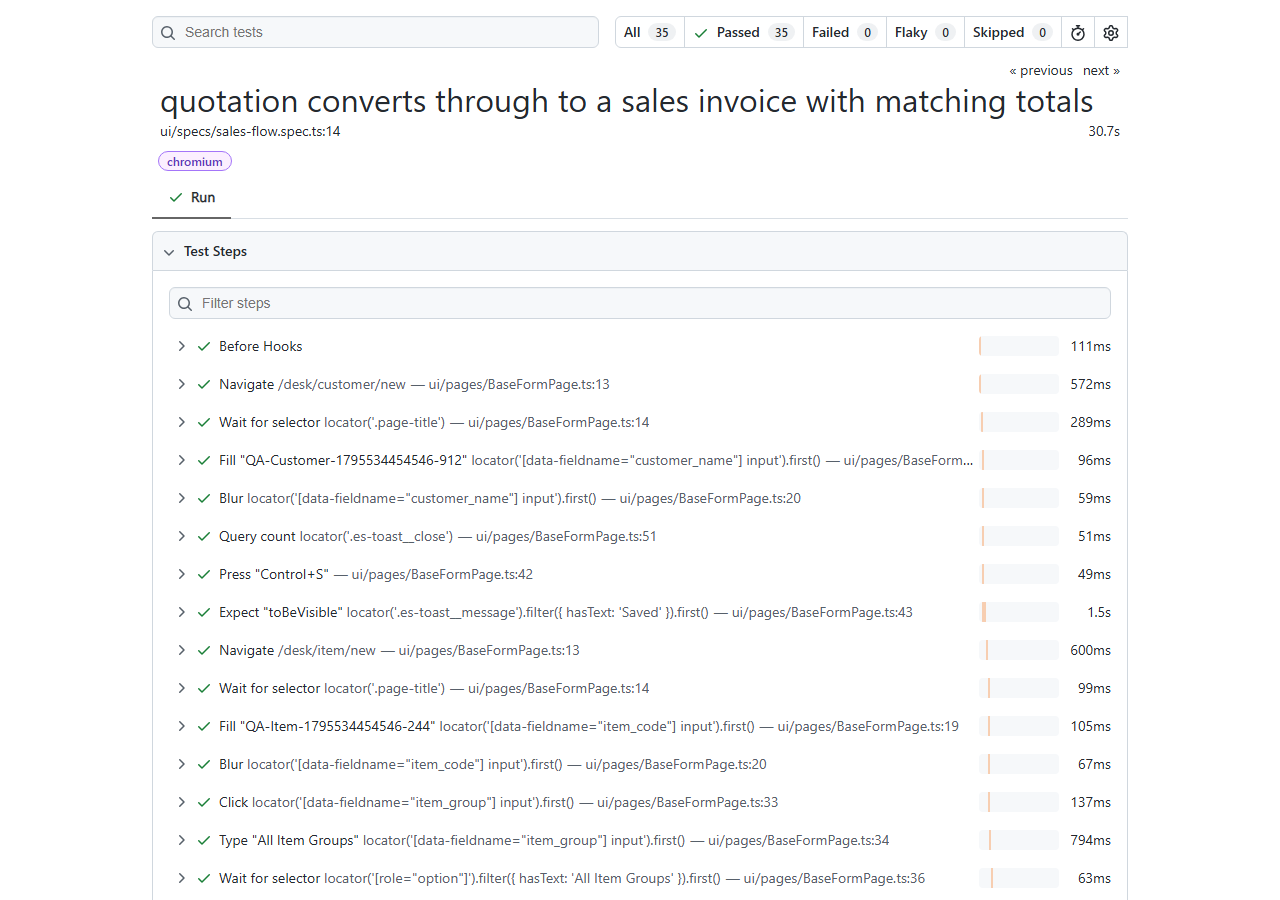 Search tests
All 35 Passed 35 Failed 0 Flaky 0 Skipped 0
« previous next »
quotation converts through to a sales invoice with matching totals
ui/specs/sales-flow.spec.ts:14 30.7s
chromium
Run
Test Steps
Filter steps
Before Hooks 111ms
Navigate /desk/customer/new — ui/pages/BaseFormPage.ts:13 572ms
Wait for selector locator('.page-title') — ui/pages/BaseFormPage.ts:14 289ms
Fill "QA-Customer-1795534454546-912" locator('[data-fieldname="customer_name"] input').first() — ui/pages/BaseForm... 96ms
Blur locator('[data-fieldname="customer_name"] input').first() — ui/pages/BaseFormPage.ts:20 59ms
Query count locator('.es-toast__close') — ui/pages/BaseFormPage.ts:51 51ms
Press "Control+S" — ui/pages/BaseFormPage.ts:42 49ms
Expect "toBeVisible" locator('.es-toast__message').filter({ hasText: 'Saved' }).first() — ui/pages/BaseFormPage.ts:43 1.5s
Navigate /desk/item/new — ui/pages/BaseFormPage.ts:13 600ms
Wait for selector locator('.page-title') — ui/pages/BaseFormPage.ts:14 99ms
Fill "QA-Item-1795534454546-244" locator('[data-fieldname="item_code"] input').first() — ui/pages/BaseFormPage.ts:19 105ms
Blur locator('[data-fieldname="item_code"] input').first() — ui/pages/BaseFormPage.ts:20 67ms
Click locator('[data-fieldname="item_group"] input').first() — ui/pages/BaseFormPage.ts:33 137ms
Type "All Item Groups" locator('[data-fieldname="item_group"] input').first() — ui/pages/BaseFormPage.ts:34 794ms
Wait for selector locator('[role="option"]').filter({ hasText: 'All Item Groups' }).first() — ui/pages/BaseFormPage.ts:36 63ms